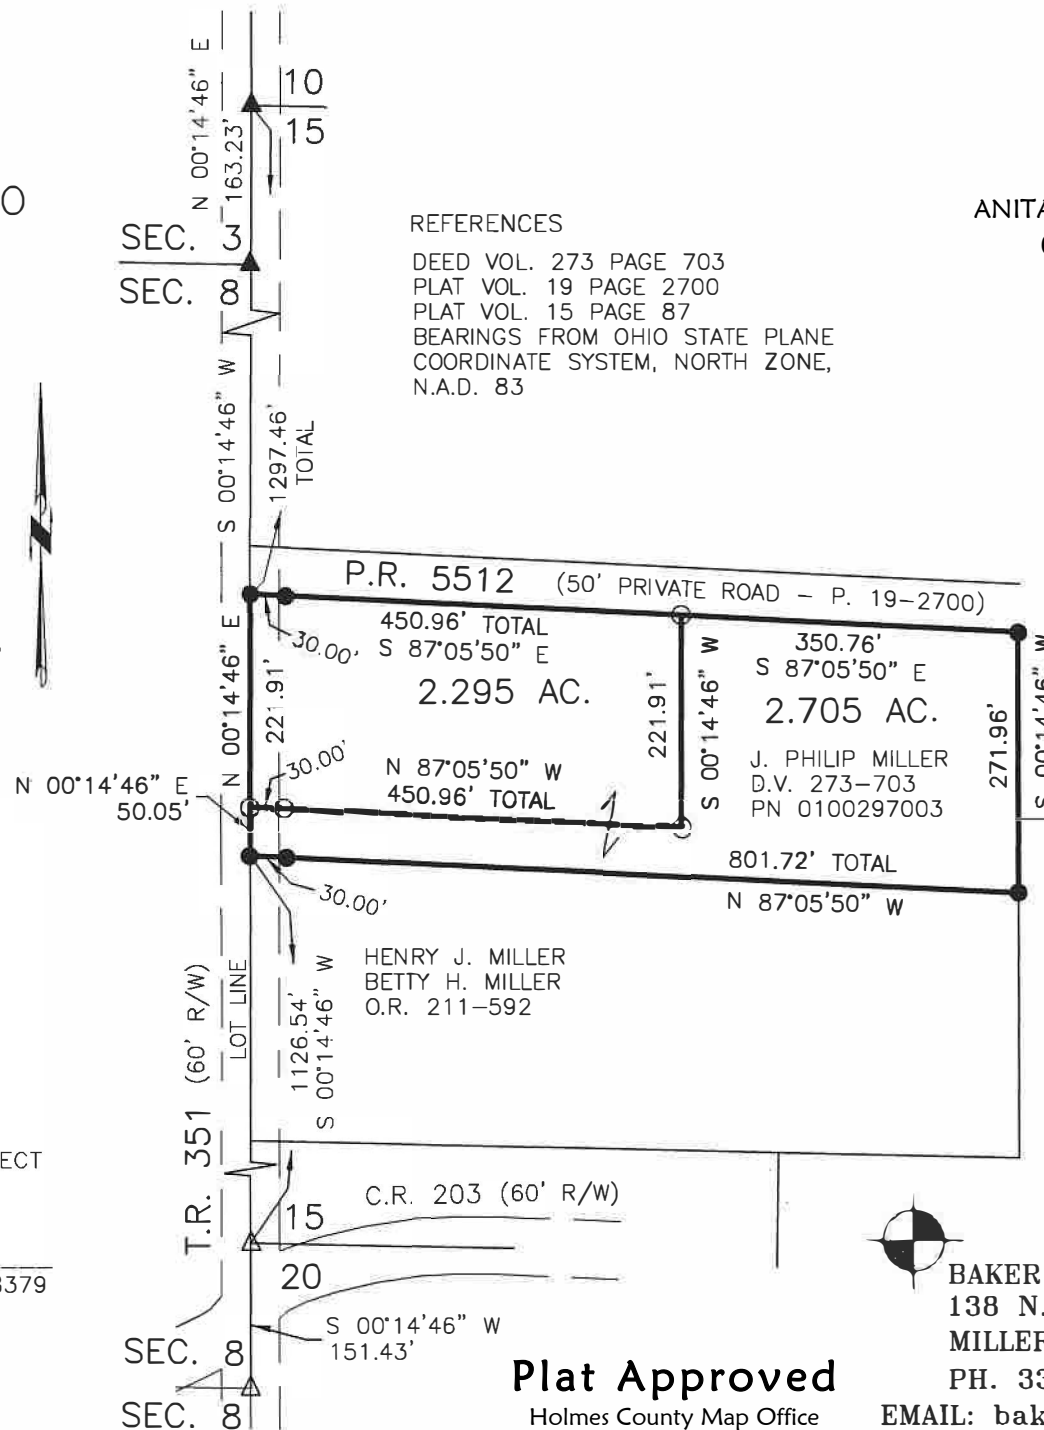 N 00°14'46" E
163.23'
10
15
O
SEC. 3
SEC. 8
REFERENCES
DEED VOL. 273 PAGE 703
PLAT VOL. 19 PAGE 2700
PLAT VOL. 15 PAGE 87
BEARINGS FROM OHIO STATE PLANE
COORDINATE SYSTEM, NORTH ZONE,
N.A.D. 83
ANITA
S 00°14'46" W
1297.46'
TOTAL
P.R. 5512 (50' PRIVATE ROAD – P. 19–2700)
450.96' TOTAL
S 87°05'50" E
30.00'
2.295 AC.
N 00°14'46" E
221.91'
30.00'
N 87°05'50" W
450.96' TOTAL
221.91'
S 00°14'46" W
350.76'
S 87°05'50" E
2.705 AC.
J. PHILIP MILLER
D.V. 273–703
PN 0100297003
271.96'
S 00°14'46" W
N 00°14'46" E
50.05'
801.72' TOTAL
N 87°05'50" W
30.00'
HENRY J. MILLER
BETTY H. MILLER
O.R. 211–592
1126.54'
S 00°14'46" W
LOT LINE
T.R. 351 (60' R/W)
ECT
C.R. 203 (60' R/W)
15
20
3379
S 00°14'46" W
151.43'
SEC. 8
SEC. 8
BAKER
138 N.
MILLER
PH. 33
EMAIL: bak
Plat Approved
Holmes County Map Office